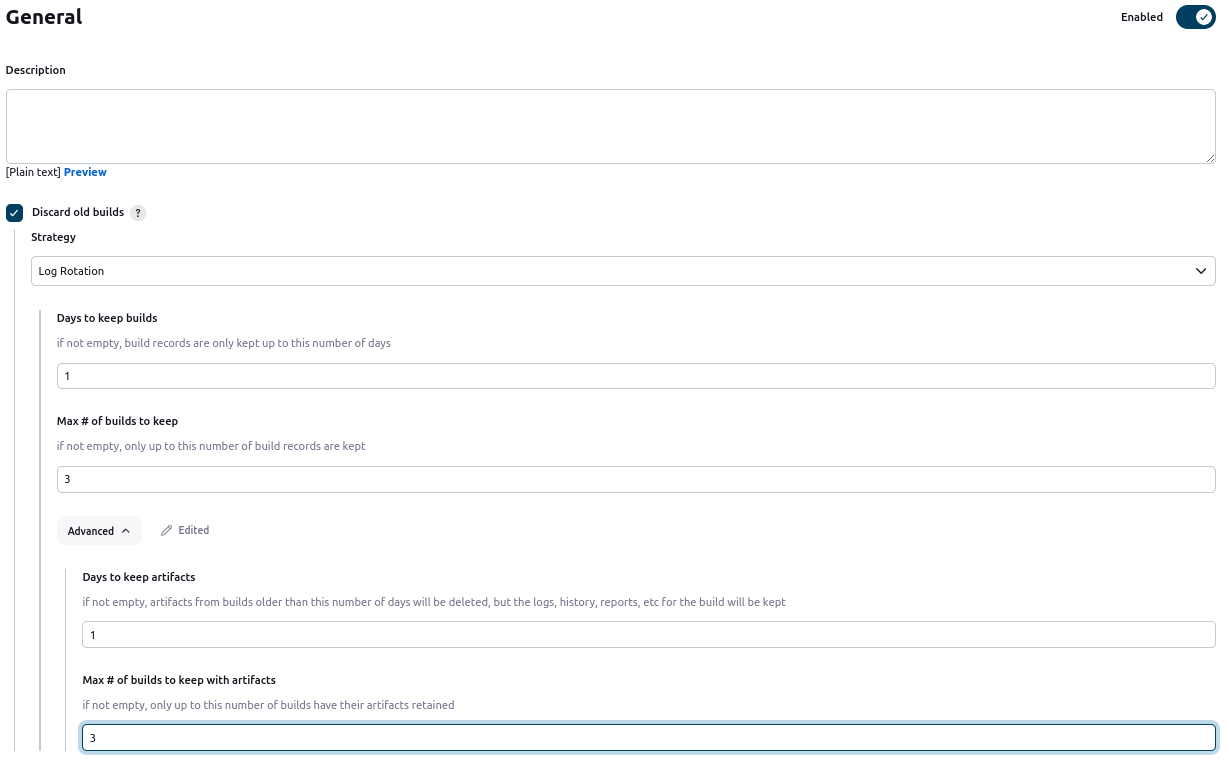 General
Enabled
Description
[Plain text] Preview
Discard old builds ?
Strategy
Log Rotation
Days to keep builds
if not empty, build records are only kept up to this number of days
1
Max # of builds to keep
if not empty, only up to this number of build records are kept
3
Advanced Edited
Days to keep artifacts
if not empty, artifacts from builds older than this number of days will be deleted, but the logs, history, reports, etc for the build will be kept
1
Max # of builds to keep with artifacts
if not empty, only up to this number of builds have their artifacts retained
3